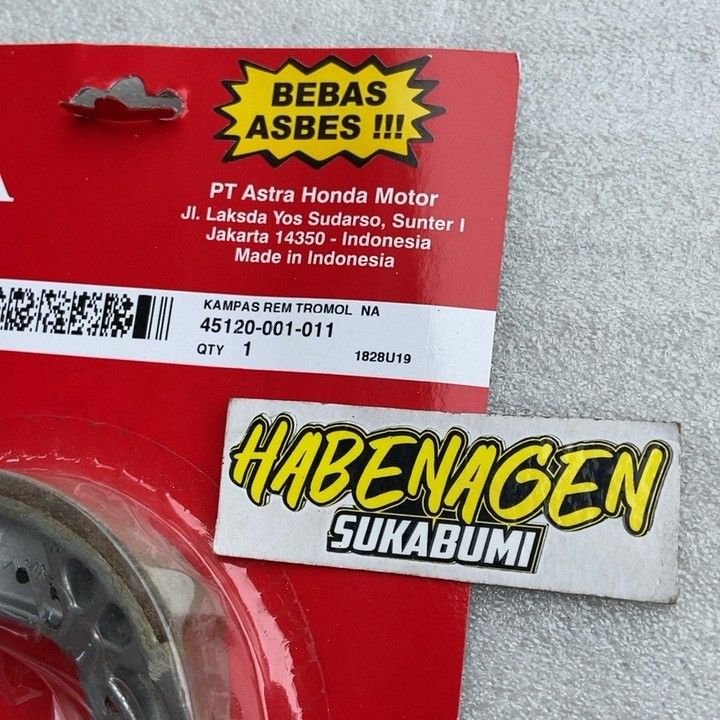 BEBAS
ASBES !!!
PT Astra Honda Motor
Jl. Laksda Yos Sudarso, Sunter I
Jakarta 14350 - Indonesia
Made in Indonesia
KAMPAS REM TROMOL NA
45120-001-011
QTY 1
1828U19
HABENAGEN
SUKABUMI